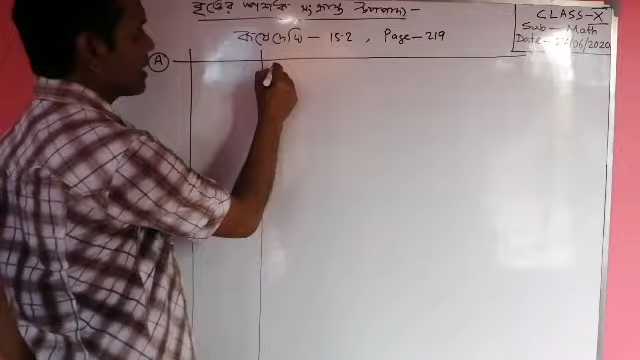 বৃত্তের স্পর্শক সংক্রান্ত উপপাদ্য –
কষে দেখি – 15.2 , Page – 219
CLASS–X
Sub – Math
Date – /06/2020
A